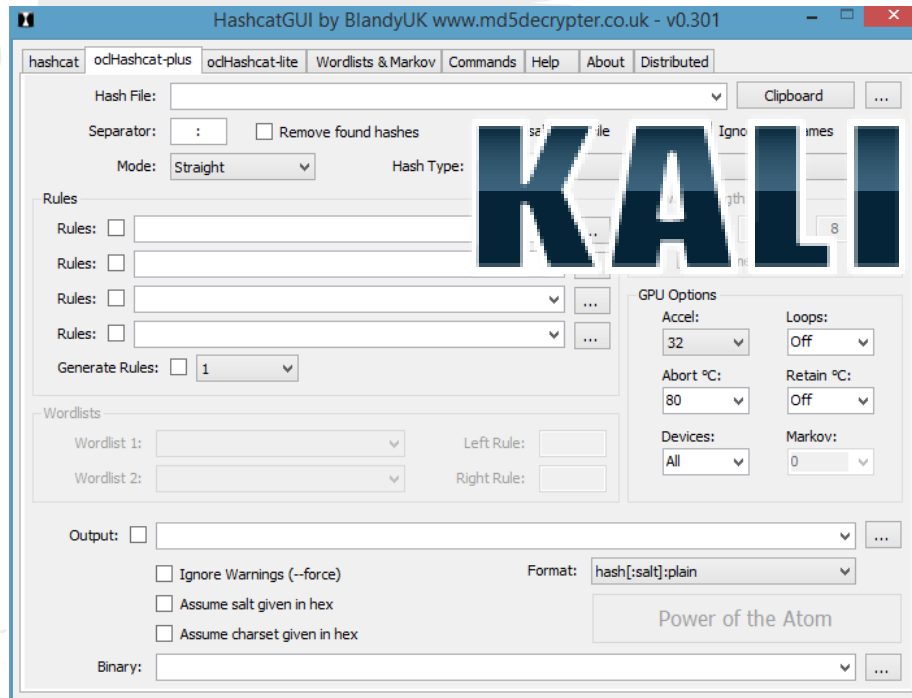 HashcatGUI by BlandyUK www.md5decrypter.co.uk - v0.301
hashcat oclHashcat-plus oclHashcat-lite Wordlists & Markov Commands Help About Distributed
Hash File: Clipboard ...
Separator: : Remove found hashes
Mode: Straight Hash Type:
KALI
Rules
Rules:
Rules:
Rules: ...
Rules: ...
Generate Rules: 1
8
GPU Options
Accel: Loops:
32 Off
Abort ºC: Retain ºC:
80 Off
Devices: Markov:
All 0
Wordlists
Wordlist 1: Left Rule:
Wordlist 2: Right Rule:
Output: ...
Ignore Warnings (--force) Format: hash[:salt]:plain
Assume salt given in hex
Assume charset given in hex
Power of the Atom
Binary: ...